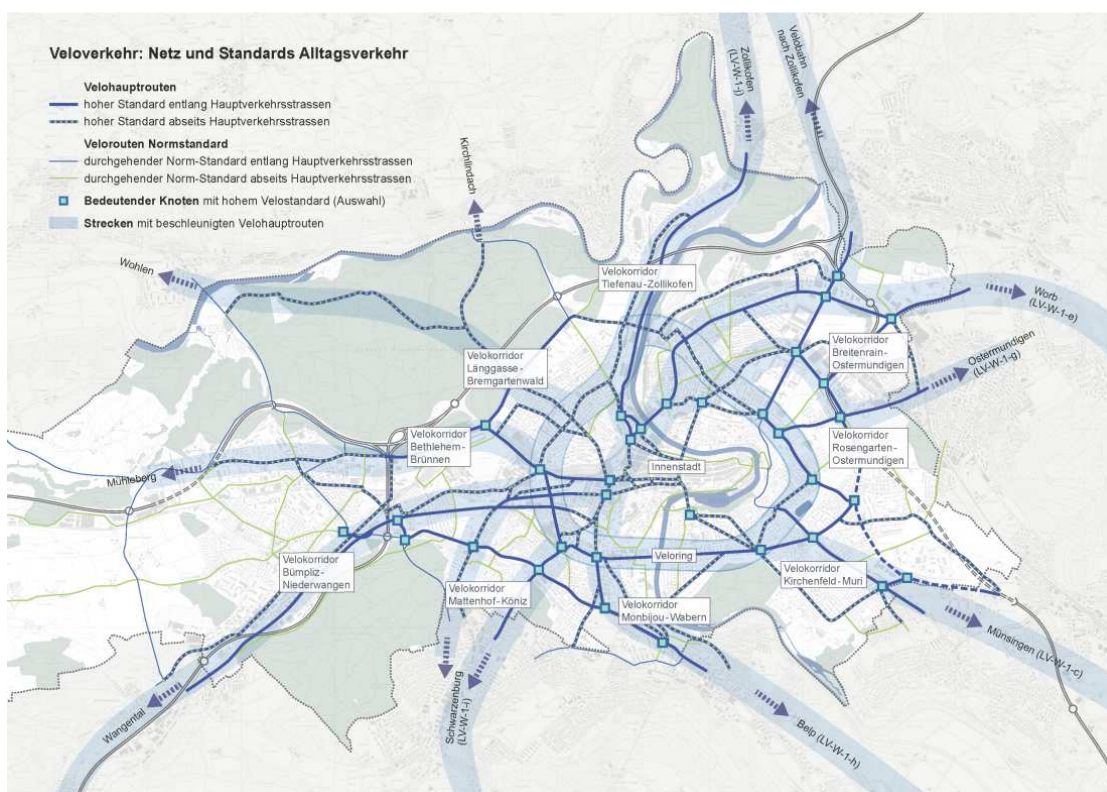 Veloverkehr: Netz und Standards Alltagsverkehr
Velohauptrouten
hoher Standard entlang Hauptverkehrsstrassen
hoher Standard abseits Hauptverkehrsstrassen
Velorouten Normstandard
durchgehender Norm-Standard entlang Hauptverkehrsstrassen
durchgehender Norm-Standard abseits Hauptverkehrsstrassen
Bedeutender Knoten mit hohem Velostandard (Auswahl)
Strecken mit beschleunigten Velohauptrouten
Zollikofen
(LV-W-1-j)
Velobahn
nach Zollikofen
Kirchlindach
Wohlen
Velokorridor
Tiefenau-Zollikofen
Worb
(LV-W-1-e)
Velokorridor
Breitenrain-
Ostermundigen
Ostermundigen
(LV-W-1-g)
Velokorridor
Länggasse-
Bremgartenwald
Velokorridor
Bethlehem-
Brünnen
Velokorridor
Rosengarten-
Ostermundigen
Mühleberg
Innenstadt
Velokorridor
Bümpliz-
Niederwangen
Veloring
Velokorridor
Mattenhof-Köniz
Velokorridor
Kirchenfeld-Muri
Velokorridor
Monbijou-Wabern
Münsingen (LV-W-1-c)
Wangental
Schwarzenburg
(LV-W-1-i)
Belp (LV-W-1-h)